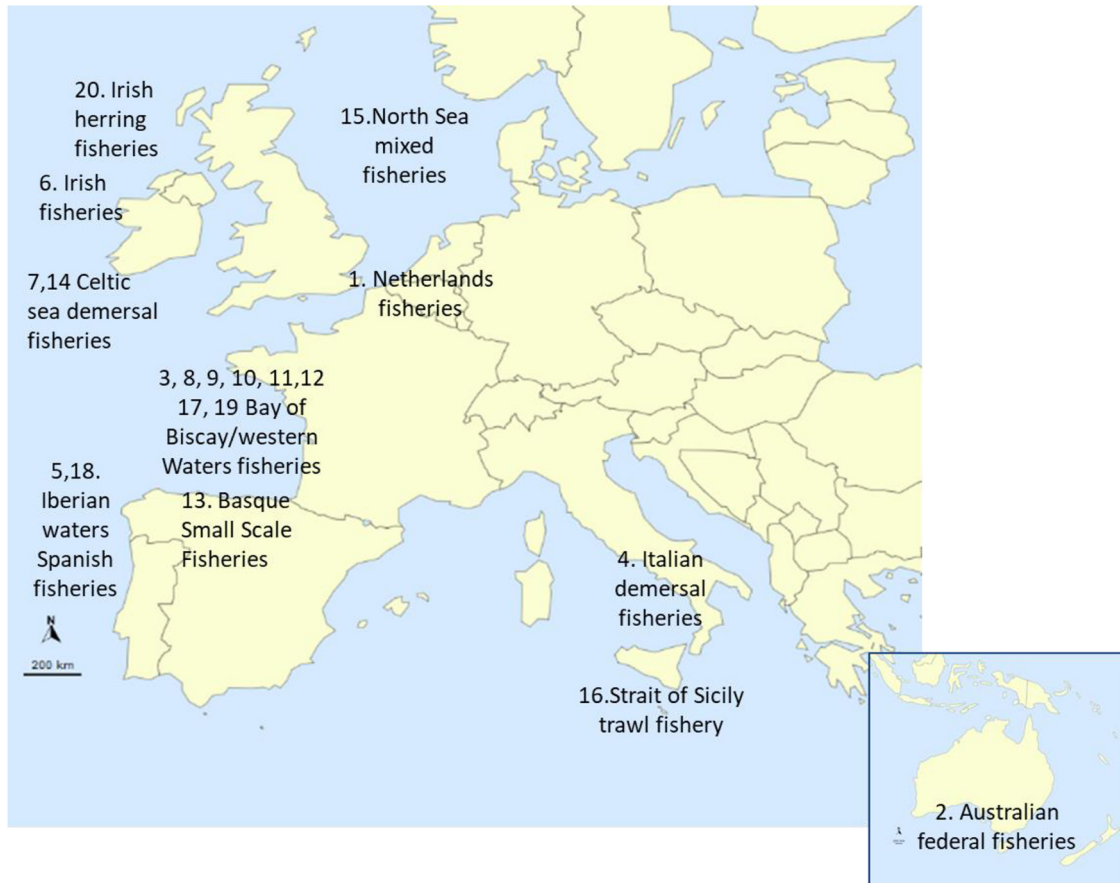 20. Irish
herring
fisheries
15.North Sea
mixed
fisheries
6. Irish
fisheries
7,14 Celtic
sea demersal
fisheries
1. Netherlands
fisheries
3, 8, 9, 10, 11,12
17, 19 Bay of
Biscay/western
Waters fisheries
5,18.
Iberian
waters
Spanish
fisheries
13. Basque
Small Scale
Fisheries
4. Italian
demersal
fisheries
N
200 km
16.Strait of Sicily
trawl fishery
2. Australian
federal fisheries